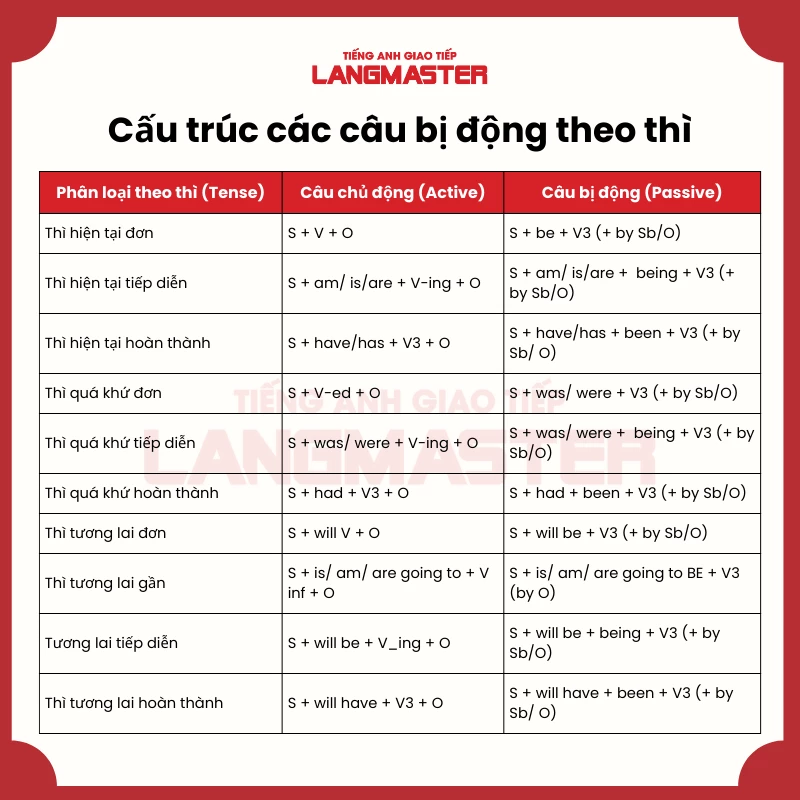 TIẾNG ANH GIAO TIẾP
LANGMASTER
Cấu trúc các câu bị động theo thì
Phân loại theo thì (Tense) Câu chủ động (Active) Câu bị động (Passive)
Thì hiện tại đơn S + V + O S + be + V3 (+ by Sb/O)
Thì hiện tại tiếp diễn S + am/ is/are + V-ing + O S + am/ is/are +  being + V3 (+
by Sb/O)
Thì hiện tại hoàn thành S + have/has + V3 + O S + have/has + been + V3 (+ by
Sb/ O)
Thì quá khứ đơn S + V-ed + O S + was/ were + V3 (+ by Sb/O)
Thì quá khứ tiếp diễn S + was/ were + V-ing + O S + was/ were +  being + V3 (+ by
Sb/O)
Thì quá khứ hoàn thành S + had + V3 + O S + had + been + V3 (+ by Sb/O)
Thì tương lai đơn S + will V + O S + will be + V3 (+ by Sb/O)
Thì tương lai gần S + is/ am/ are going to + V
inf + O S + is/ am/ are going to BE + V3
(by O)
Tương lai tiếp diễn S + will be + V_ing + O S + will be + being + V3 (+ by
Sb/O)
Thì tương lai hoàn thành S + will have + V3 + O S + will have + been + V3 (+ by
Sb/ O)
TIẾNG ANH GIAO TIẾP
LANGMASTER